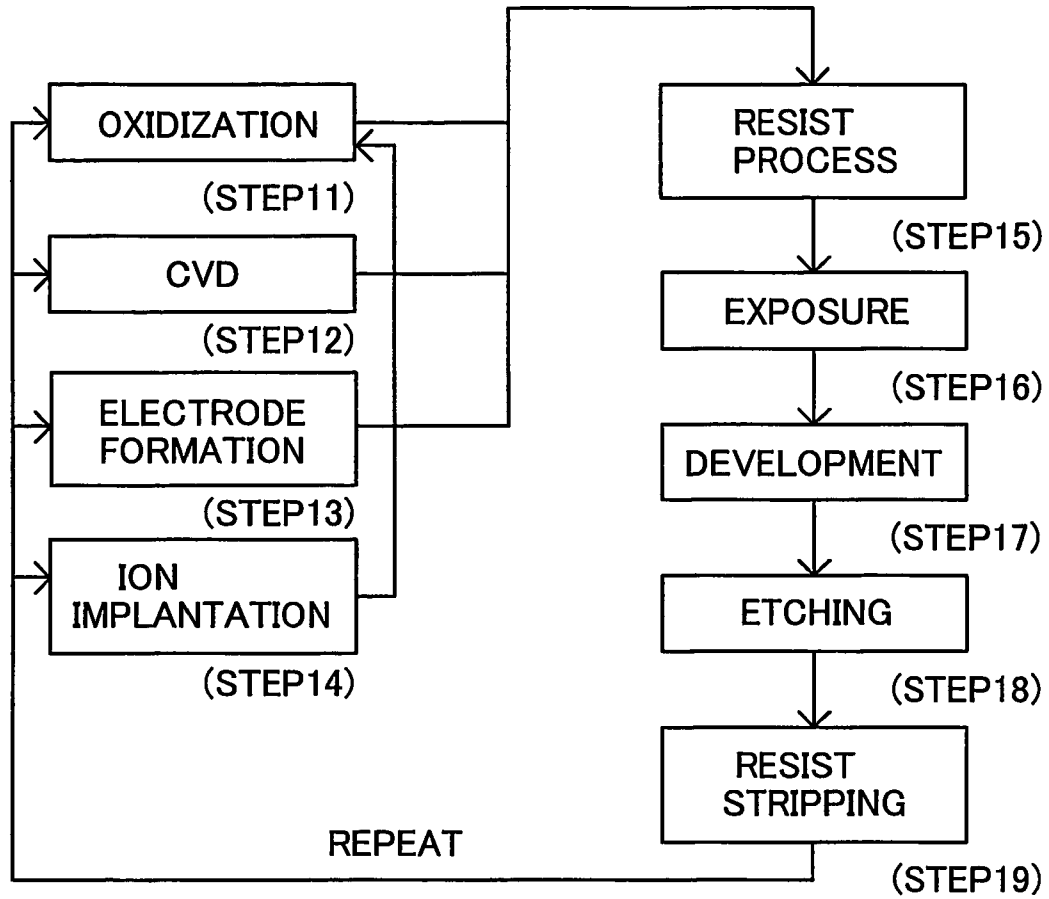 OXIDIZATION
(STEP11)
CVD
(STEP12)
ELECTRODE
FORMATION
(STEP13)
ION
IMPLANTATION
(STEP14)
RESIST
PROCESS
(STEP15)
EXPOSURE
(STEP16)
DEVELOPMENT
(STEP17)
ETCHING
(STEP18)
RESIST
STRIPPING
(STEP19)
REPEAT